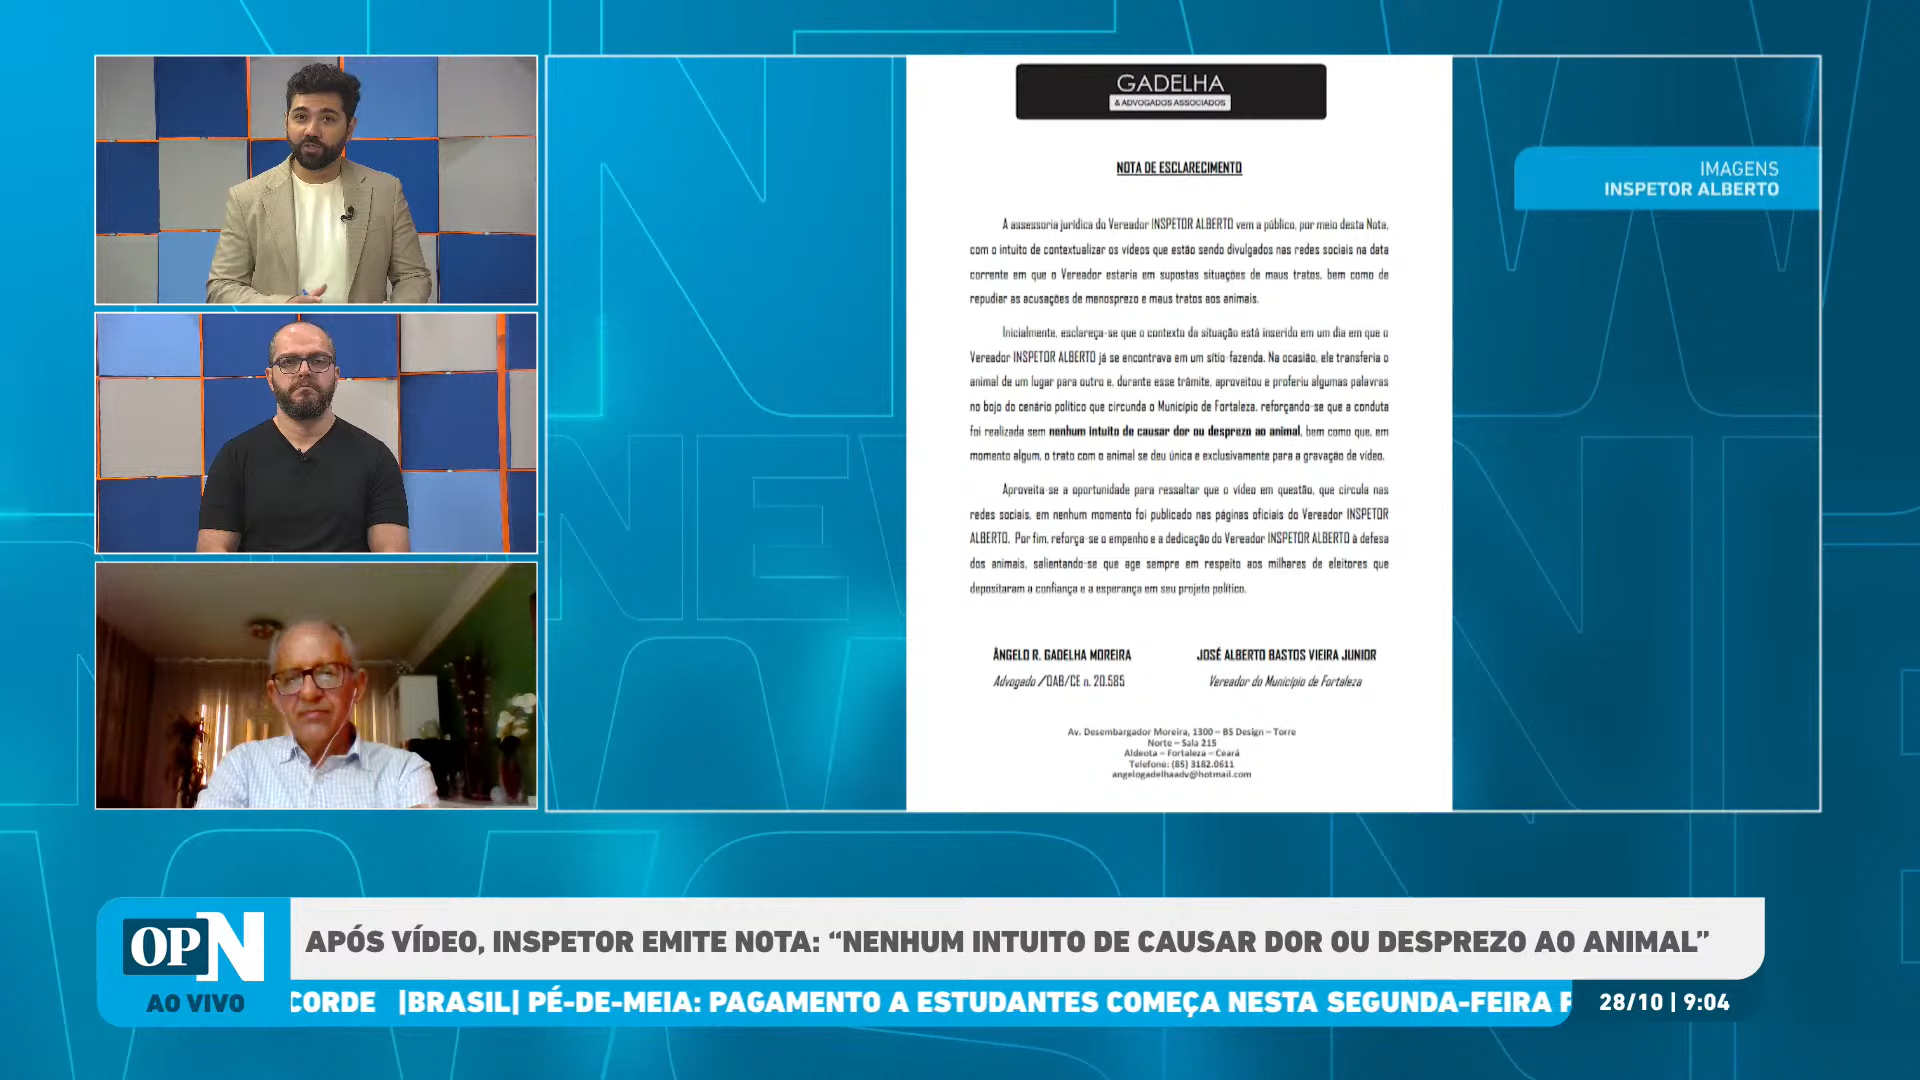 GADELHA
& ADVOGADOS ASSOCIADOS
NOTA DE ESCLARECIMENTO
A assessoria jurídica do Vereador INSPETOR ALBERTO vem a público, por meio desta Nota,
com o intuito de contextualizar os vídeos que estão sendo divulgados nas redes sociais na data
corrente em que o Vereador estaria em supostas situações de maus tratos, bem como de
repudiar as acusações de menosprezo e maus tratos aos animais.
Inicialmente, esclareça-se que o contexto da situação está inserido em um dia em que o
Vereador INSPETOR ALBERTO já se encontrava em um sítio-fazenda. Na ocasião, ele transferia o
animal de um lugar para outro e, durante esse trâmite, aproveitou e proferiu algumas palavras
no bojo do cenário político que circunda o Município de Fortaleza, reforçando-se que a conduta
foi realizada sem nenhum intuito de causar dor ou desprezo ao animal, bem como que, em
momento algum, o trato com o animal se deu única e exclusivamente para a gravação de vídeo.
Aproveita-se a oportunidade para ressaltar que o vídeo em questão, que circula nas
redes sociais, em nenhum momento foi publicado nas páginas oficiais do Vereador INSPETOR
ALBERTO. Por fim, reforça-se o empenho e a dedicação do Vereador INSPETOR ALBERTO à defesa
dos animais, salientando-se que age sempre em respeito aos milhares de eleitores que
depositaram a confiança e a esperança em seu projeto político.
ÂNGELO R. GADELHA MOREIRA
Advogado /OAB/CE n. 20.585
JOSÉ ALBERTO BASTOS VIEIRA JUNIOR
Vereador do Município de Fortaleza
Av. Desembargador Moreira, 1300 – BS Design – Torre
Norte – Sala 215
Aldeota – Fortaleza – Ceará
Telefone: (85) 3182.0611
angelogadelhaadv@hotmail.com
IMAGENS
INSPETOR ALBERTO
OPN
AO VIVO
APÓS VÍDEO, INSPETOR EMITE NOTA: “NENHUM INTUITO DE CAUSAR DOR OU DESPREZO AO ANIMAL”
CORDE |BRASIL| PÉ-DE-MEIA: PAGAMENTO A ESTUDANTES COMEÇA NESTA SEGUNDA-FEIRA
28/10 | 9:04